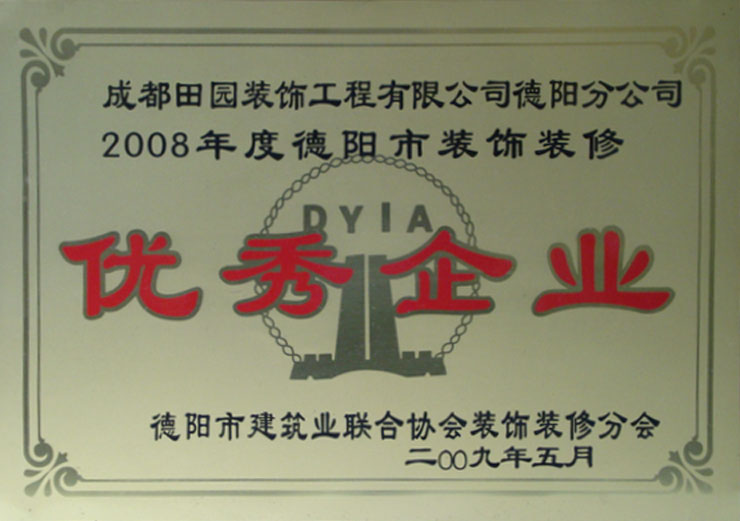 成都田园装饰工程有限公司德阳分公司
2008年度德阳市装饰装修
DYIA
优秀企业
德阳市建筑业联合协会装饰装修分会
二00九年五月